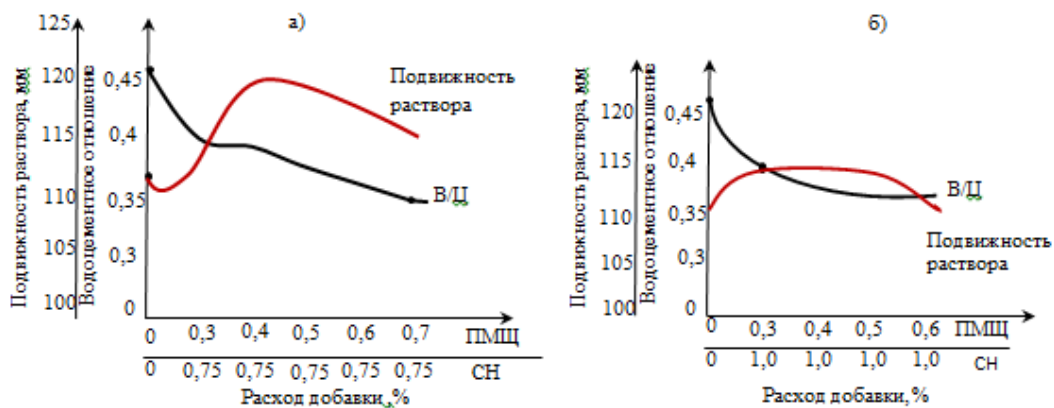 а)
Подвижность раствора, мм
125
120
115
110
105
100
Водоцементное отношение
0,45
0,4
0,35
0,3
0
Подвижность
раствора
В/Ц
0 0,3 0,4 0,5 0,6 0,7 ПМЩ
0 0,75 0,75 0,75 0,75 0,75 СН
Расход добавки, %
б)
Подвижность раствора, мм
120
115
110
105
100
Водоцементное отношение
0,45
0,4
0,35
0,3
0
В/Ц
Подвижность
раствора
0 0,3 0,4 0,5 0,6 ПМЩ
0 1,0 1,0 1,0 1,0 СН
Расход добавки, %